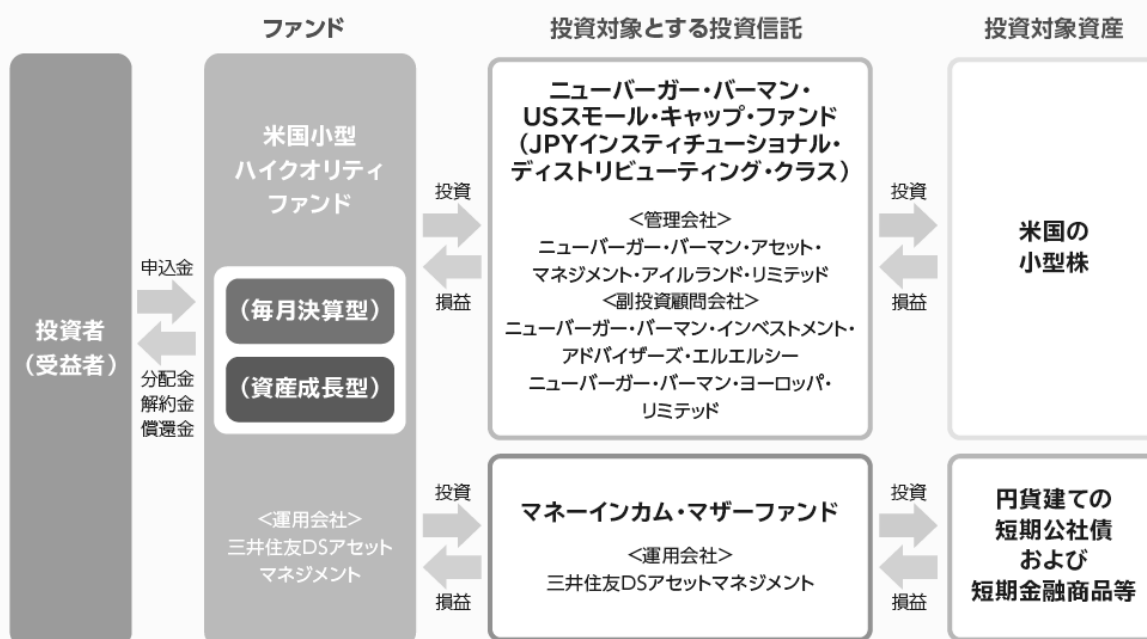 ファンド
投資対象とする投資信託
投資対象資産
投資者
（受益者）
申込金
分配金
解約金
償還金
米国小型
ハイクオリティ
ファンド
（毎月決算型）
（資産成長型）
＜運用会社＞
三井住友DSアセット
マネジメント
投資
損益
ニューバーガー・バーマン・
USスモール・キャップ・ファンド
（JPYインスティチューショナル・
ディストリビューティング・クラス）
＜管理会社＞
ニューバーガー・バーマン・アセット・
マネジメント・アイルランド・リミテッド
＜副投資顧問会社＞
ニューバーガー・バーマン・インベストメント・
アドバイザーズ・エルエルシー
ニューバーガー・バーマン・ヨーロッパ・
リミテッド
投資
損益
米国の
小型株
投資
損益
マネーインカム・マザーファンド
＜運用会社＞
三井住友DSアセットマネジメント
投資
損益
円貨建ての
短期公社債
および
短期金融商品等